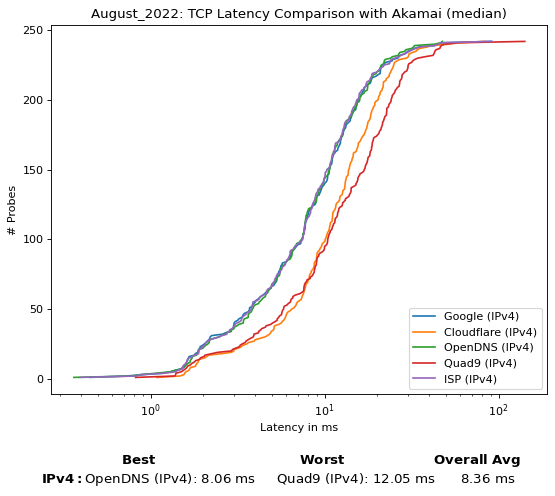 August_2022: TCP Latency Comparison with Akamai (median)
250
200
150
100
50
0
# Probes
10⁰
10¹
10²
Latency in ms
Google (IPv4)
Cloudflare (IPv4)
OpenDNS (IPv4)
Quad9 (IPv4)
ISP (IPv4)
Best Worst Overall Avg
IPv4: OpenDNS (IPv4): 8.06 ms Quad9 (IPv4): 12.05 ms 8.36 ms